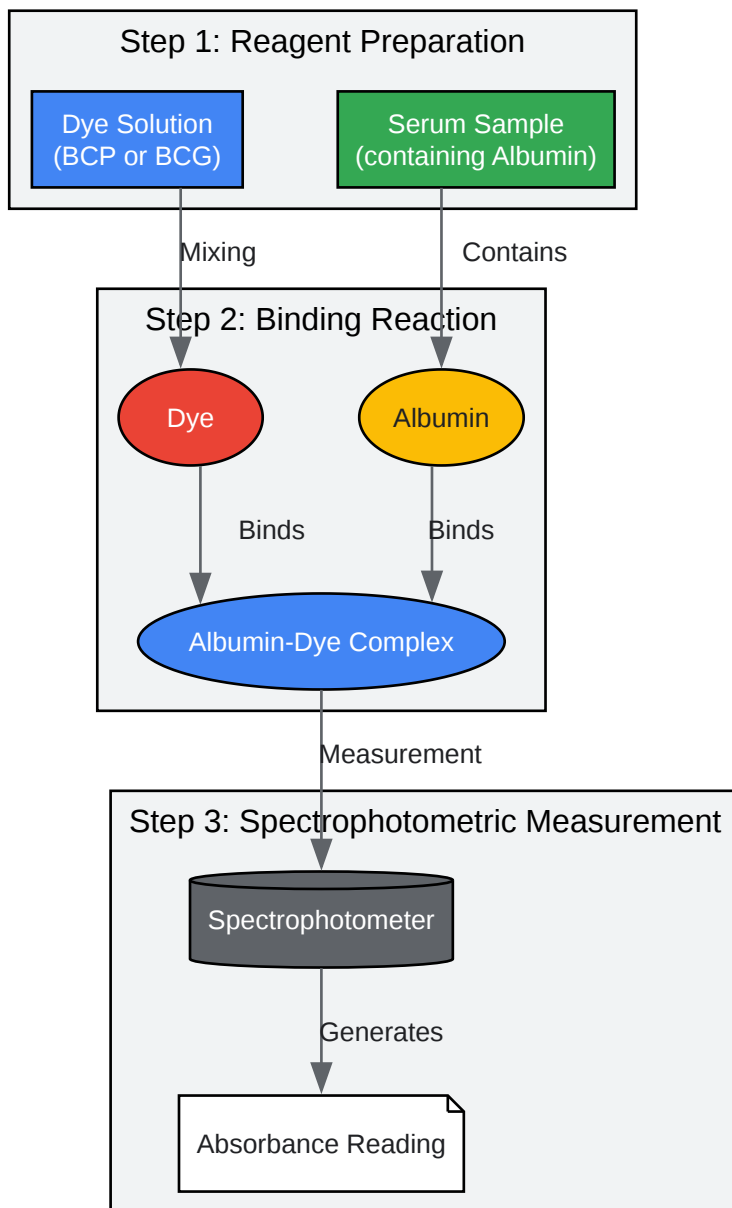 Step 1: Reagent Preparation
Dye Solution
(BCP or BCG)
Serum Sample
(containing Albumin)
Mixing
Contains
Step 2: Binding Reaction
Dye
Albumin
Binds
Binds
Albumin-Dye Complex
Measurement
Step 3: Spectrophotometric Measurement
Spectrophotometer
Generates
Absorbance Reading